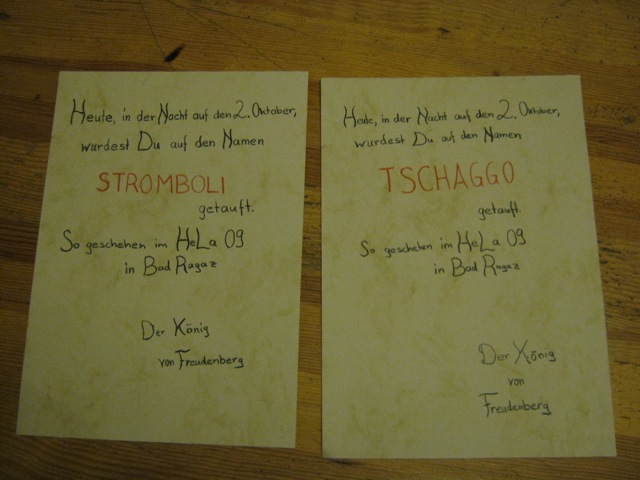 Heute, in der Nacht auf den 2. Oktober,
wurdest Du auf den Namen
STROMBOLI
getauft.
So geschehen im HeLa 09
in Bad Ragaz
Der König
von Freudenberg
Heute, in der Nacht auf den 2. Oktober,
wurdest Du auf den Namen
TSCHAGGO
getauft.
So geschehen im HeLa 09
in Bad Ragaz
Der König
von
Freudenberg